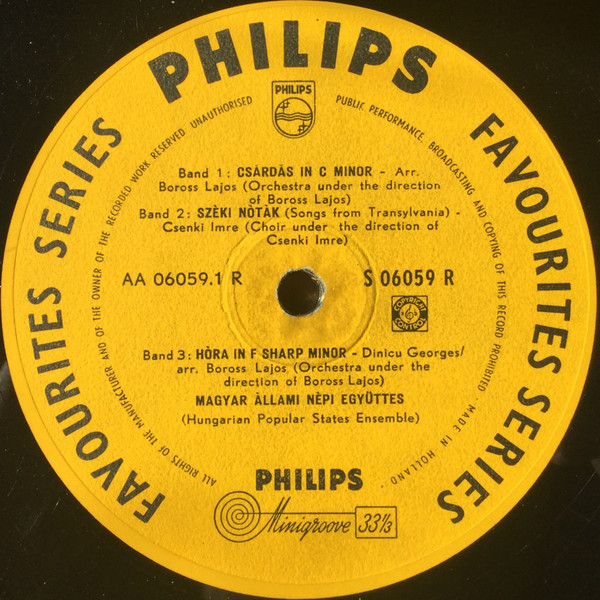 PHILIPS
FAVOURITES SERIES
FAVOURITES SERIES
ALL RIGHTS OF THE MANUFACTURER AND OF THE OWNER OF THE RECORDED WORK RESERVED UNAUTHORISED PUBLIC PERFORMANCE, BROADCASTING AND COPYING OF THIS RECORD PROHIBITED MADE IN HOLLAND
PHILIPS
Band 1: CSÁRDÁS IN C MINOR - Arr.
Boross Lajos (Orchestra under the direction
of Boross Lajos)
Band 2: SZÈKI NÒTÀK (Songs from Transylvania) -
Csenki Imre (Choir under the direction of
Csenki Imre)
AA 06059.1 R
S 06059 R
COPYRIGHT
CONTROL
Band 3: HÒRA IN F SHARP MINOR - Dinicu Georges/
arr. Boross Lajos (Orchestra under the
direction of Boross Lajos)
MAGYAR ÀLLAMI NÈPI EGYÜTTES
(Hungarian Popular States Ensemble)
PHILIPS
Minigroove 33⅓